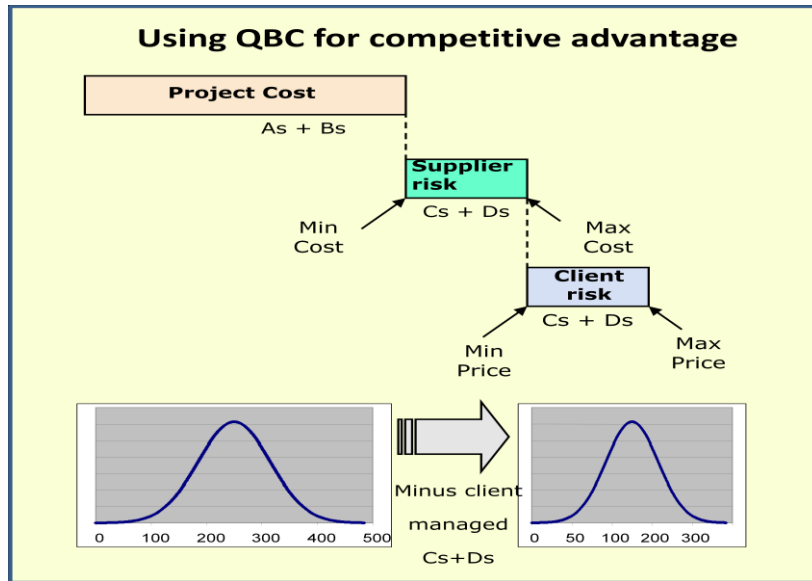 Using QBC for competitive advantage
Project Cost
As + Bs
Supplier
risk
Cs + Ds
Min
Cost
Max
Cost
Client
risk
Cs + Ds
Min
Price
Max
Price
0 100 200 300 400 500
Minus client
managed
Cs+Ds
0 50 100 200 300